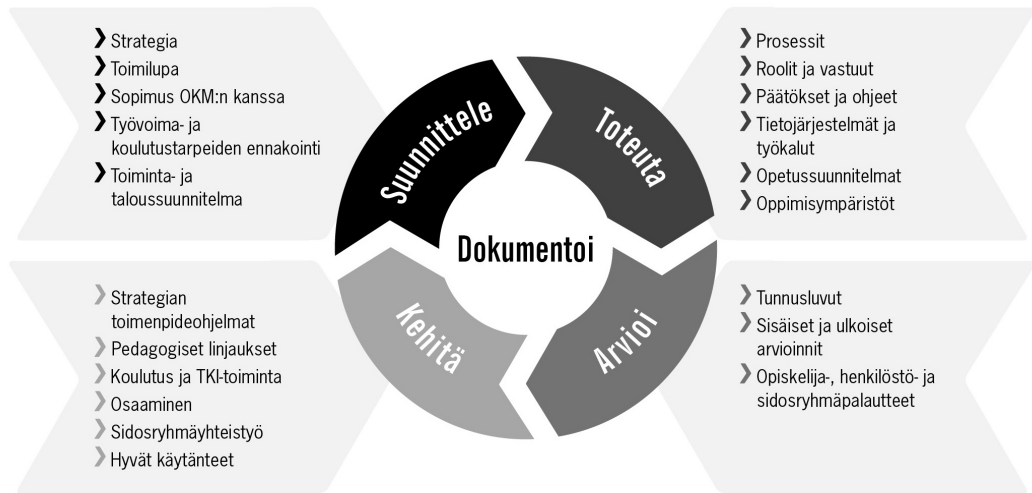 Strategia
Toimilupa
Sopimus OKM:n kanssa
Työvoima- ja
koulutustarpeiden ennakointi
Toiminta- ja
taloussuunnitelma
Suunnittele
Toteuta
Prosessit
Roolit ja vastuut
Päätökset ja ohjeet
Tietojärjestelmät ja
työkalut
Opetussuunnitelmat
Oppimisympäristöt
Dokumentoi
Strategian
toimenpideohjelmat
Pedagogiset linjaukset
Koulutus ja TKI-toiminta
Osaaminen
Sidosryhmäyhteistyö
Hyvät käytänteet
Kehitä
Arvioi
Tunnusluvut
Sisäiset ja ulkoiset
arvioinnit
Opiskelija-, henkilöstö- ja
sidosryhmäpalautteet